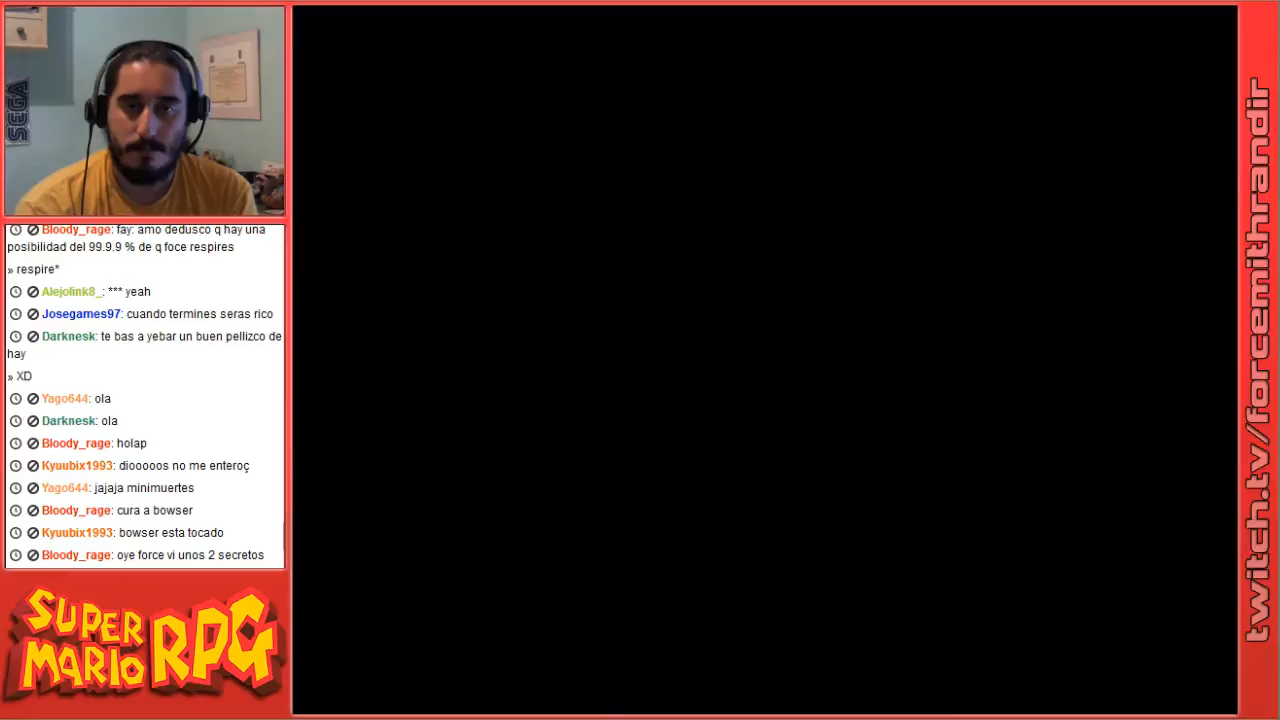 SEGA
Bloody_rage: fay: amo dedusco q hay una
posibilidad del 99.9.9 % de q foce respires
» respire*
Alejolink8_: *** yeah
Josegames97: cuando termines seras rico
Darknesk: te bas a yebar un buen pellizco de
hay
» XD
Yago644: ola
Darknesk: ola
Bloody_rage: holap
Kyuubix1993: diooooos no me enteroç
Yago644: jajaja minimuertes
Bloody_rage: cura a bowser
Kyuubix1993: bowser esta tocado
Bloody_rage: oye force vi unos 2 secretos
SUPER
MARIO RPG
twitch.tv/forcemithrandir